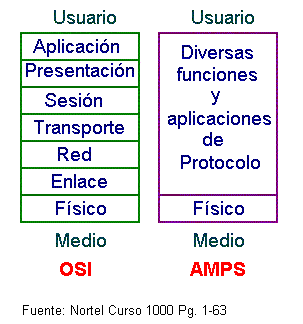 Usuario
Aplicación
Presentación
Sesión
Transporte
Red
Enlace
Físico
Medio
OSI
Usuario
Diversas
funciones
y
aplicaciones
de
Protocolo
Físico
Medio
AMPS
Fuente: Nortel Curso 1000 Pg. 1-63